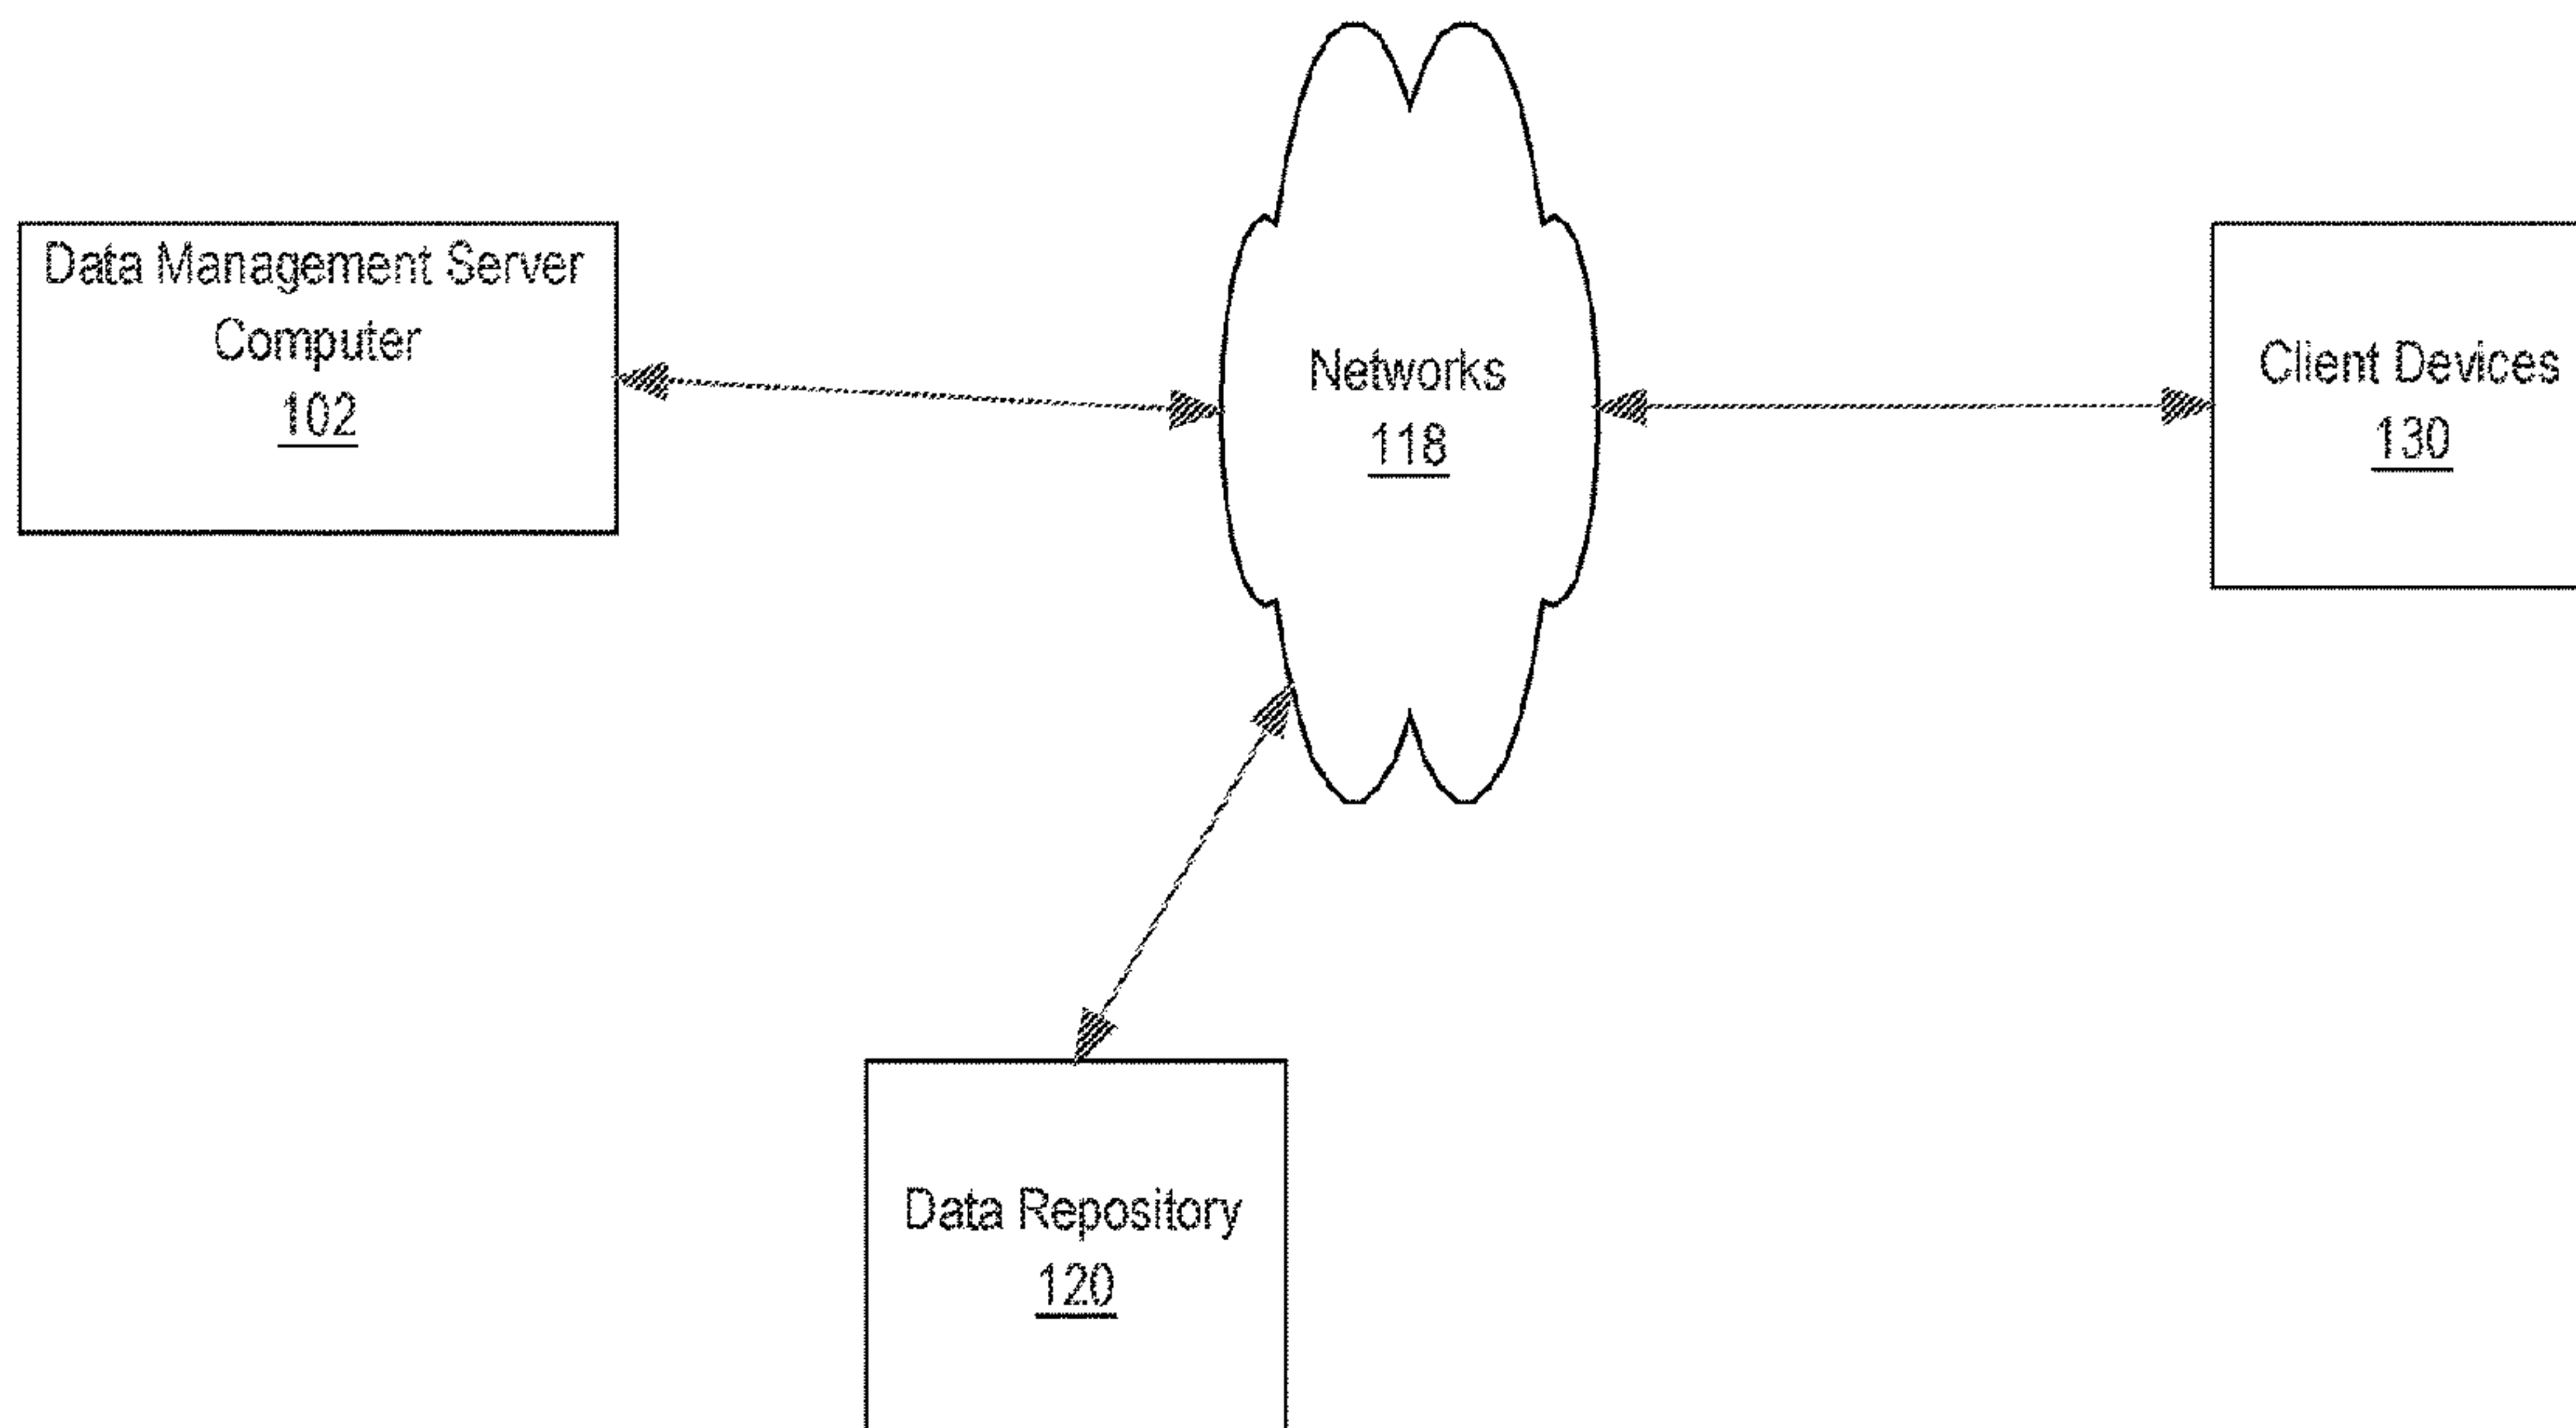 Data Management Server
Computer
102
Networks
118
Client Devices
130
Data Repository
120